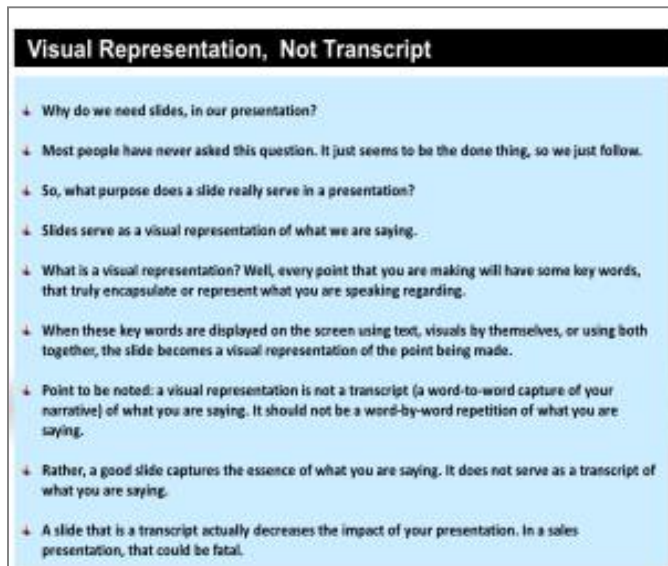 Visual Representation, Not Transcript
Why do we need slides, in our presentation?
Most people have never asked this question. It just seems to be the done thing, so we just follow.
So, what purpose does a slide really serve in a presentation?
Slides serve as a visual representation of what we are saying.
What is a visual representation? Well, every point that you are making will have some key words,
that truly encapsulate or represent what you are speaking regarding.
When these key words are displayed on the screen using text, visuals by themselves, or using both
together, the slide becomes a visual representation of the point being made.
Point to be noted: a visual representation is not a transcript (a word-to-word capture of your
narrative) of what you are saying. It should not be a word-by-word repetition of what you are
saying.
Rather, a good slide captures the essence of what you are saying. It does not serve as a transcript of
what you are saying.
A slide that is a transcript actually decreases the impact of your presentation. In a sales
presentation, that could be fatal.